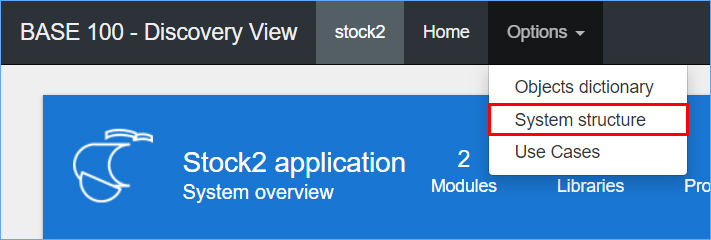 BASE 100 - Discovery View stock2 Home Options
Objects dictionary
System structure
Use Cases
Stock2 application
System overview
2
Modules
Libraries